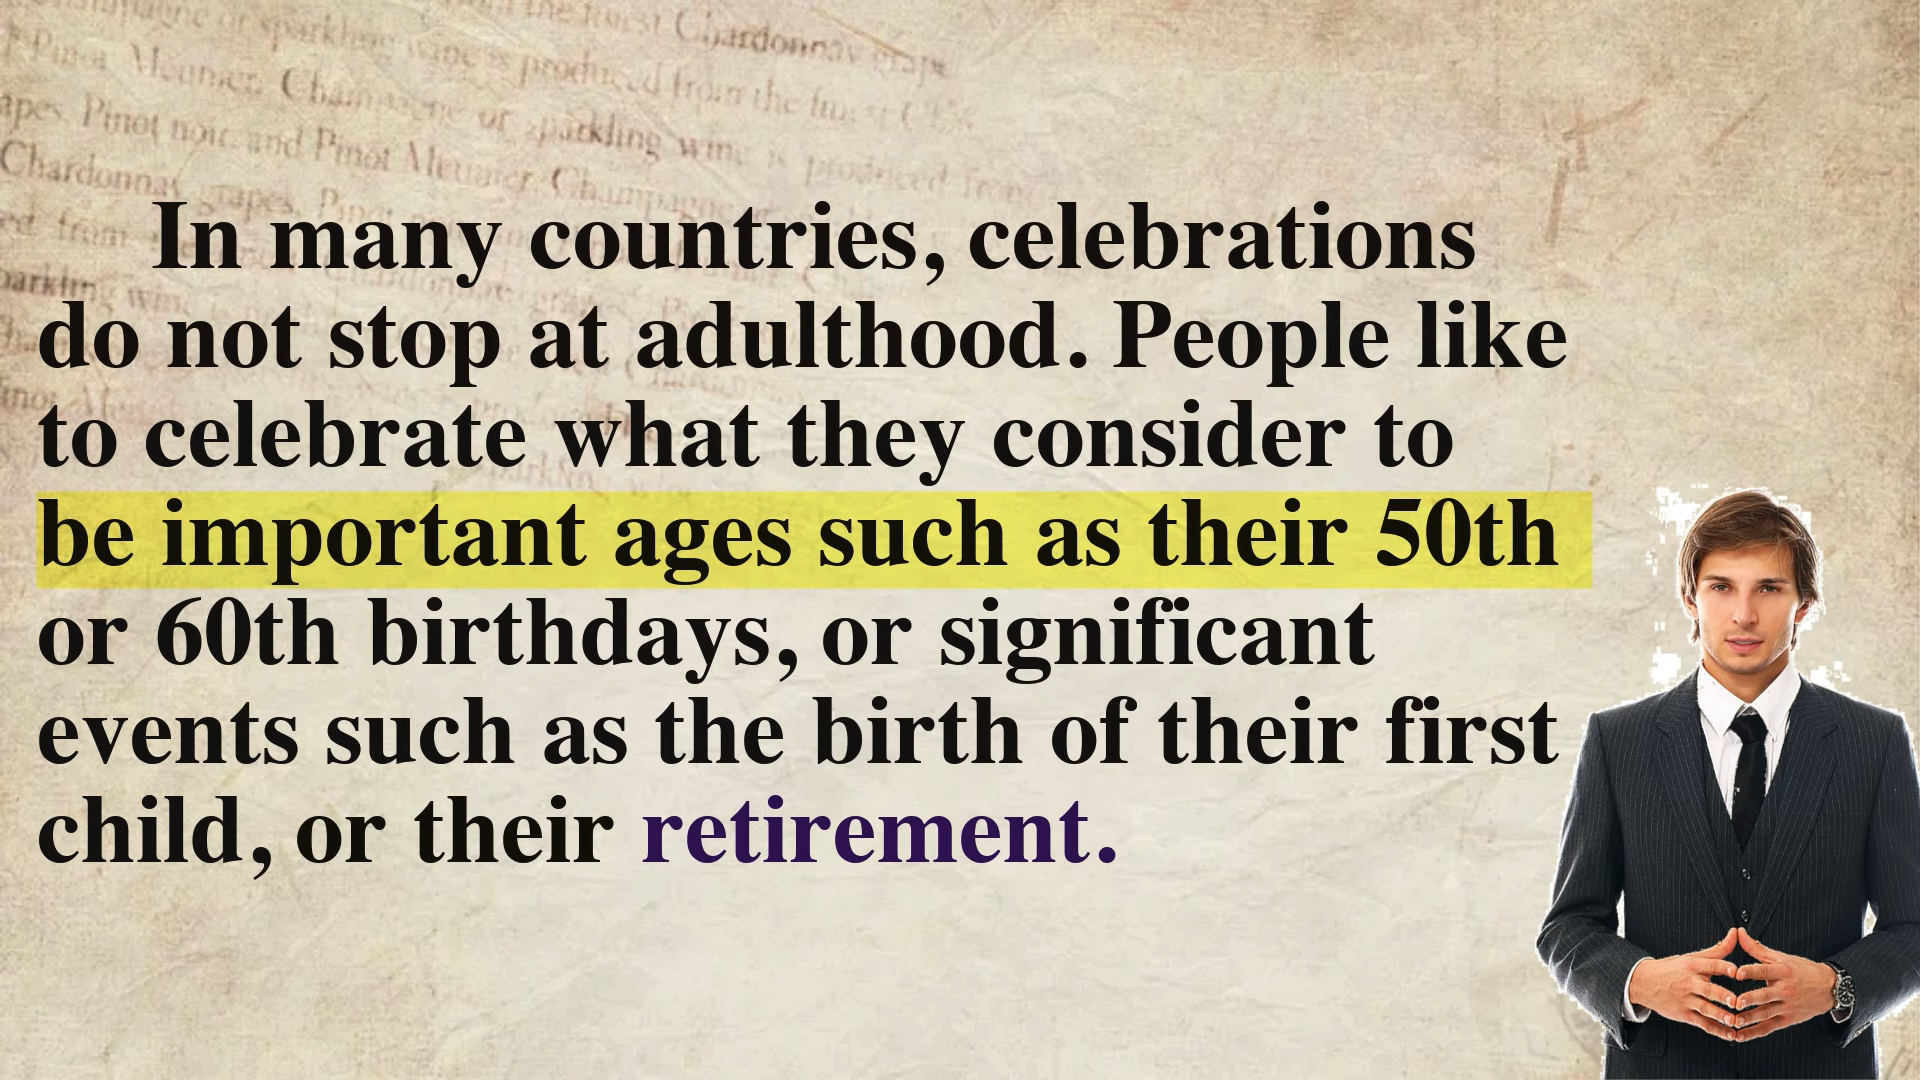 In many countries, celebrations
do not stop at adulthood. People like
to celebrate what they consider to
be important ages such as their 50th
or 60th birthdays, or significant
events such as the birth of their first
child, or their retirement.